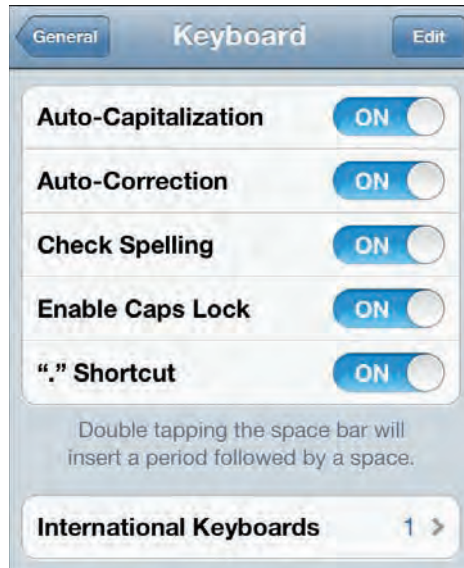 General Keyboard Edit
Auto-Capitalization ON
Auto-Correction ON
Check Spelling ON
Enable Caps Lock ON
“.” Shortcut ON
Double tapping the space bar will
insert a period followed by a space.
International Keyboards 1 >